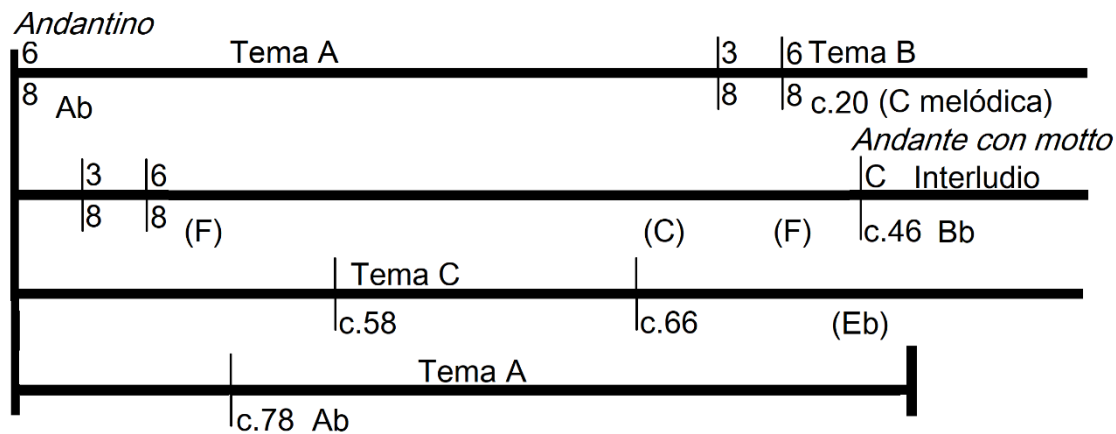 Andantino
6 Tema A 3 6 Tema B
8 Ab 8 8 c.20 (C melódica)
Andante con motto
3 6 C Interludio
8 8 (F) (C) (F) c.46 Bb
Tema C
c.58 c.66 (Eb)
Tema A
c.78 Ab